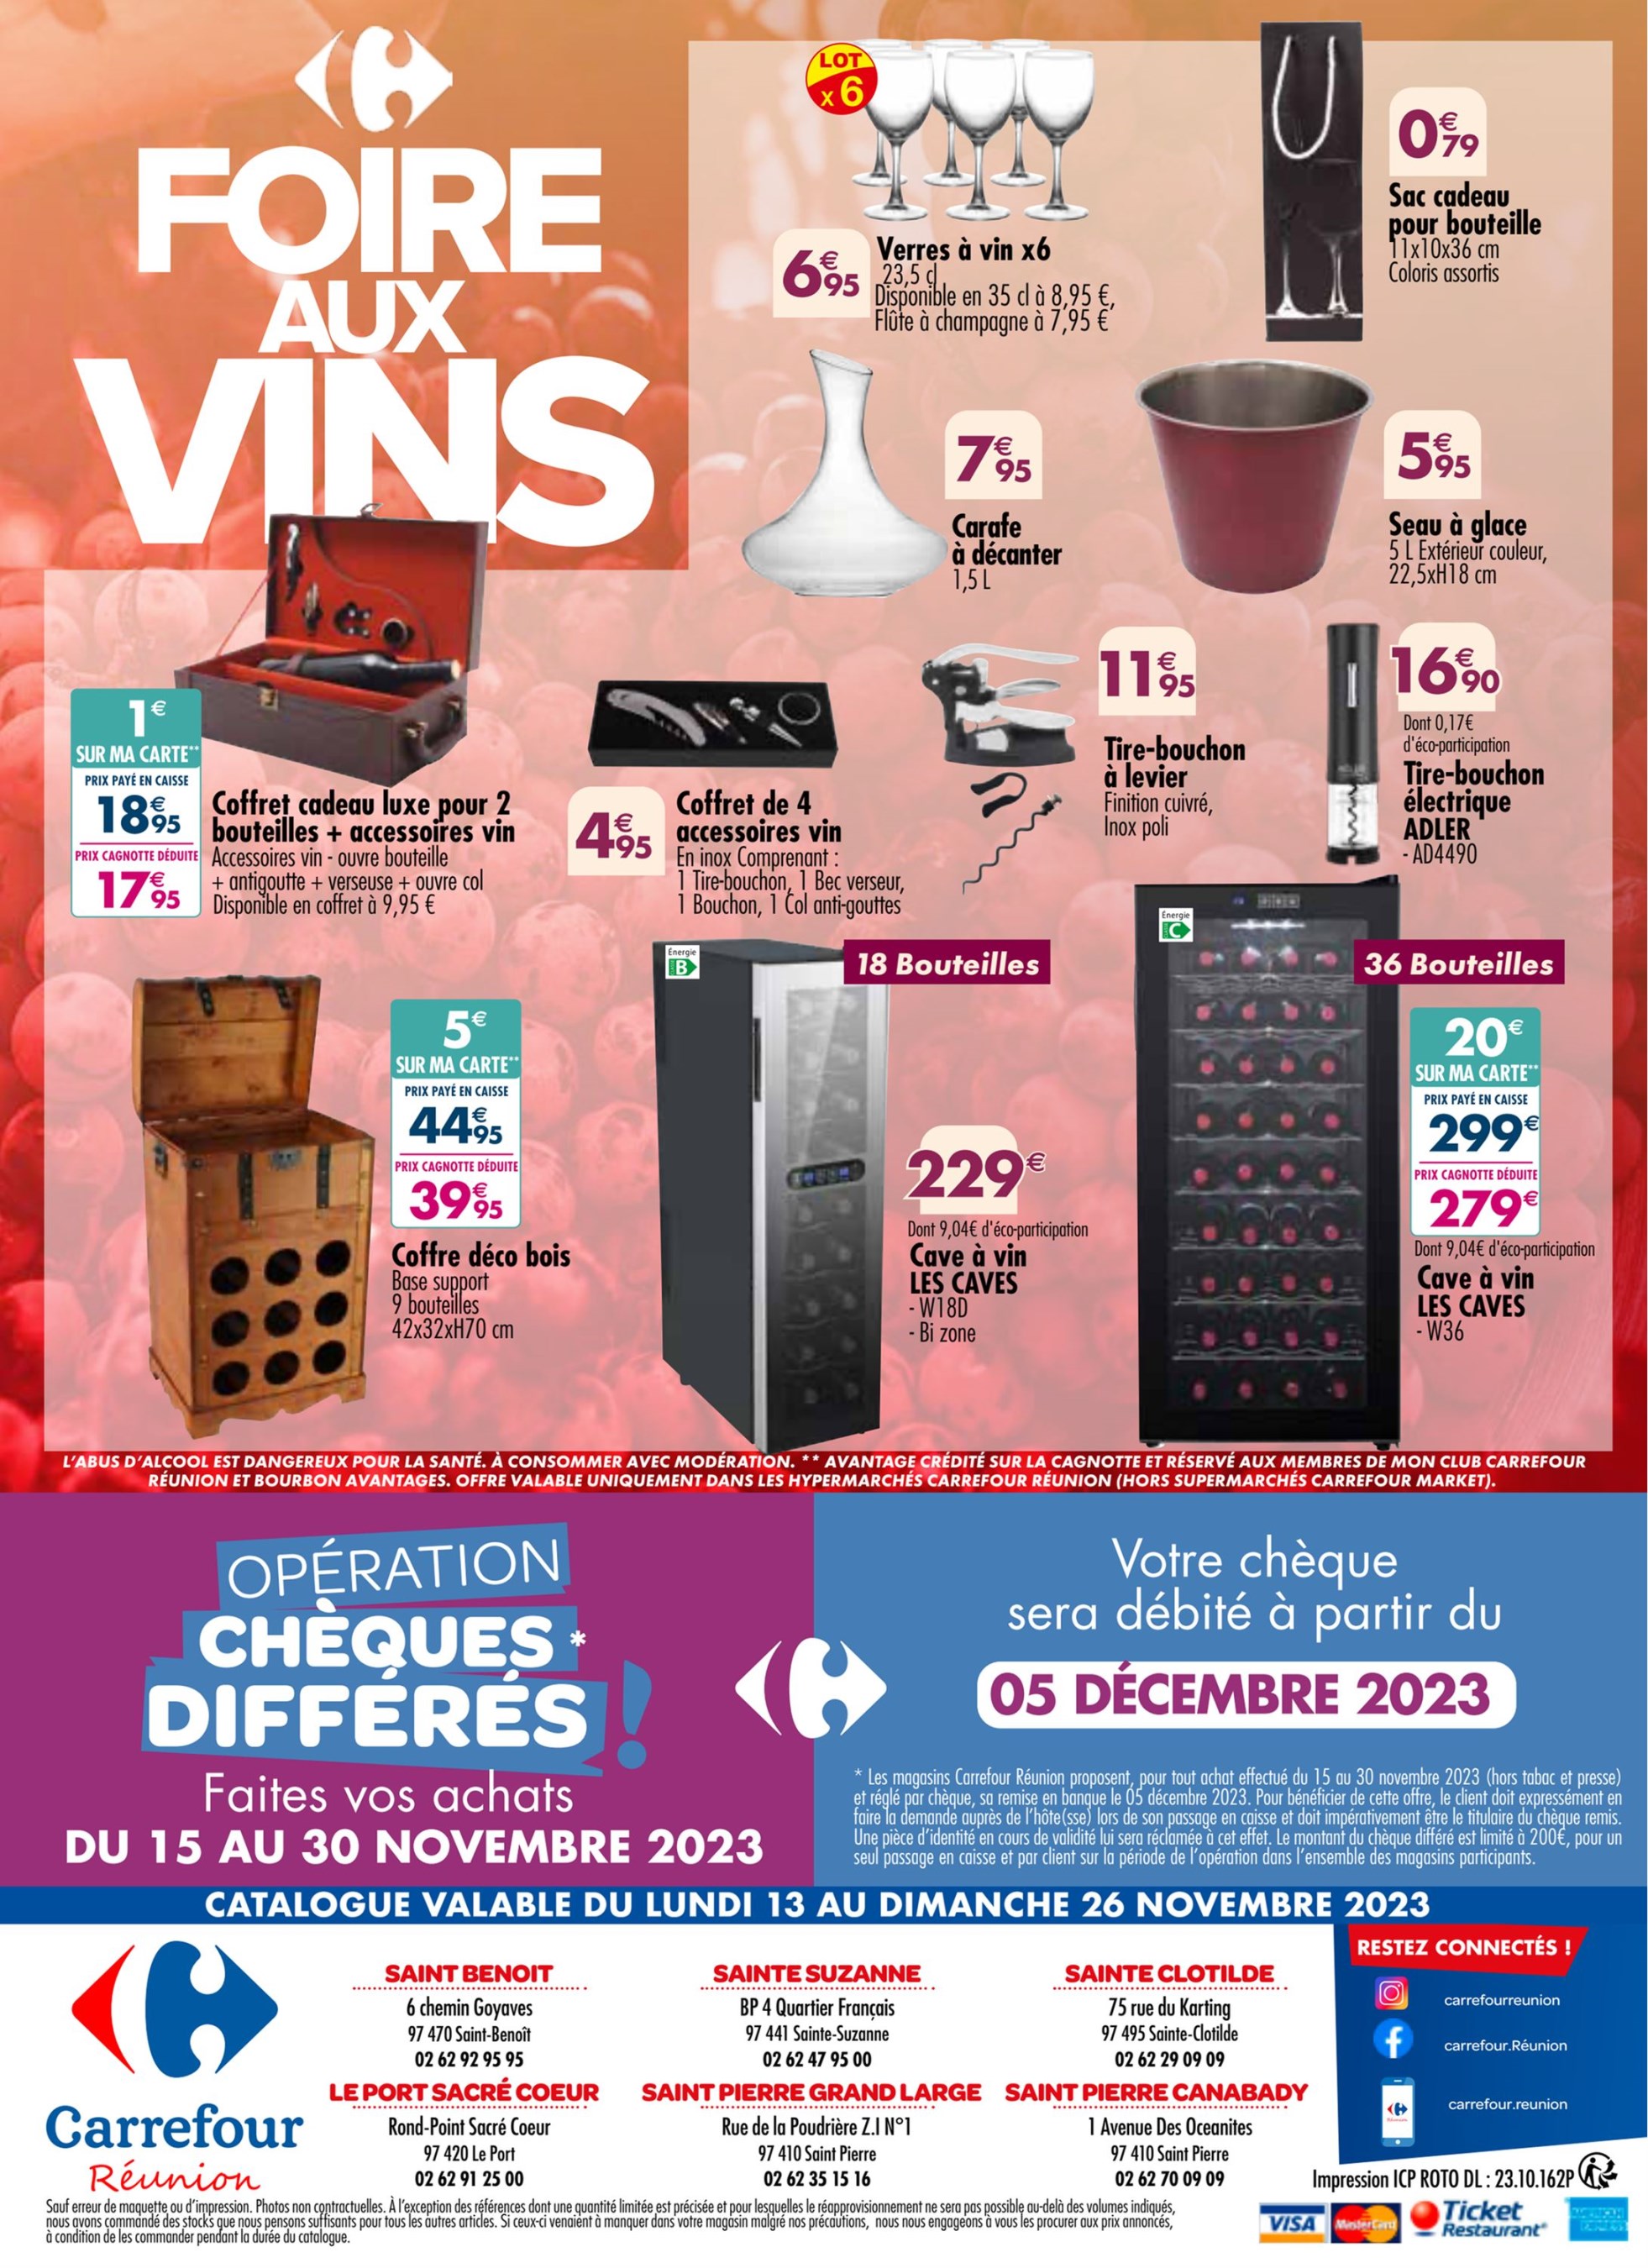 FOIRE
AUX
VINS
LOT
x 6
6€95
Verres à vin x6
23,5 cl
Disponible en 35 cl à 8,95 €,
Flûte à champagne à 7,95 €
0€79
Sac cadeau
pour bouteille
11x10x36 cm
Coloris assortis
7€95
Carafe
à décanter
1,5 L
5€95
Seau à glace
5 L Extérieur couleur,
22,5xH18 cm
1€
SUR MA CARTE**
PRIX PAYÉ EN CAISSE
18€95
PRIX CAGNOTTE DÉDUITE
17€95
Coffret cadeau luxe pour 2
bouteilles + accessoires vin
Accessoires vin - ouvre bouteille
+ antigoutte + verseuse + ouvre col
Disponible en coffret à 9,95 €
4€95
Coffret de 4
accessoires vin
En inox Comprenant :
1 Tire-bouchon, 1 Bec verseur,
1 Bouchon, 1 Col anti-gouttes
11€95
Tire-bouchon
à levier
Finition cuivré,
Inox poli
16€90
Dont 0,17€
d'éco-participation
Tire-bouchon
électrique
ADLER
- AD4490
5€
SUR MA CARTE**
PRIX PAYÉ EN CAISSE
44€95
PRIX CAGNOTTE DÉDUITE
39€95
Coffre déco bois
Base support
9 bouteilles
42x32xH70 cm
Énergie
B
18 Bouteilles
229€
Dont 9,04€ d'éco-participation
Cave à vin
LES CAVES
- W18D
- Bi zone
Énergie
C
36 Bouteilles
20€
SUR MA CARTE**
PRIX PAYÉ EN CAISSE
299€
PRIX CAGNOTTE DÉDUITE
279€
Dont 9,04€ d'éco-participation
Cave à vin
LES CAVES
- W36
L'ABUS D'ALCOOL EST DANGEREUX POUR LA SANTÉ. À CONSOMMER AVEC MODÉRATION. ** AVANTAGE CRÉDITÉ SUR LA CAGNOTTE ET RÉSERVÉ AUX MEMBRES DE MON CLUB CARREFOUR
RÉUNION ET BOURBON AVANTAGES. OFFRE VALABLE UNIQUEMENT DANS LES HYPERMARCHÉS CARREFOUR RÉUNION (HORS SUPERMARCHÉS CARREFOUR MARKET).
OPÉRATION
CHÈQUES *
DIFFÉRÉS !
Faites vos achats
DU 15 AU 30 NOVEMBRE 2023
Votre chèque
sera débité à partir du
05 DÉCEMBRE 2023
* Les magasins Carrefour Réunion proposent, pour tout achat effectué du 15 au 30 novembre 2023 (hors tabac et presse)
et réglé par chèque, sa remise en banque le 05 décembre 2023. Pour bénéficier de cette offre, le client doit expressément en
faire la demande auprès de l'hôte(sse) lors de son passage en caisse et doit impérativement être le titulaire du chèque remis.
Une pièce d'identité en cours de validité lui sera réclamée à cet effet. Le montant du chèque différé est limité à 200€, pour un
seul passage en caisse et par client sur la période de l'opération dans l'ensemble des magasins participants.
CATALOGUE VALABLE DU LUNDI 13 AU DIMANCHE 26 NOVEMBRE 2023
Carrefour
Réunion
SAINT BENOIT
6 chemin Goyaves
97 470 Saint-Benoît
02 62 92 95 95
SAINTE SUZANNE
BP 4 Quartier Français
97 441 Sainte-Suzanne
02 62 47 95 00
SAINTE CLOTILDE
75 rue du Karting
97 495 Sainte-Clotilde
02 62 29 09 09
LE PORT SACRÉ COEUR
Rond-Point Sacré Coeur
97 420 Le Port
02 62 91 25 00
SAINT PIERRE GRAND LARGE
Rue de la Poudrière Z.I N°1
97 410 Saint Pierre
02 62 35 15 16
SAINT PIERRE CANABADY
1 Avenue Des Oceanites
97 410 Saint Pierre
02 62 70 09 09
RESTEZ CONNECTÉS !
carrefourreunion
carrefour.Réunion
carrefour.reunion
Impression ICP ROTO DL : 23.10.162P
Sauf erreur de maquette ou d'impression. Photos non contractuelles. À l'exception des références dont une quantité limitée est précisée et pour lesquelles le réapprovisionnement ne sera pas possible au-delà des volumes indiqués,
nous avons commandé des stocks que nous pensons suffisants pour tous les autres articles. Si ceux-ci venaient à manquer dans votre magasin malgré nos précautions, nous nous engageons à vous les procurer aux prix annoncés,
à condition de les commander pendant la durée du catalogue.
VISA
MasterCard
Ticket
Restaurant®
AMERICAN
EXPRESS